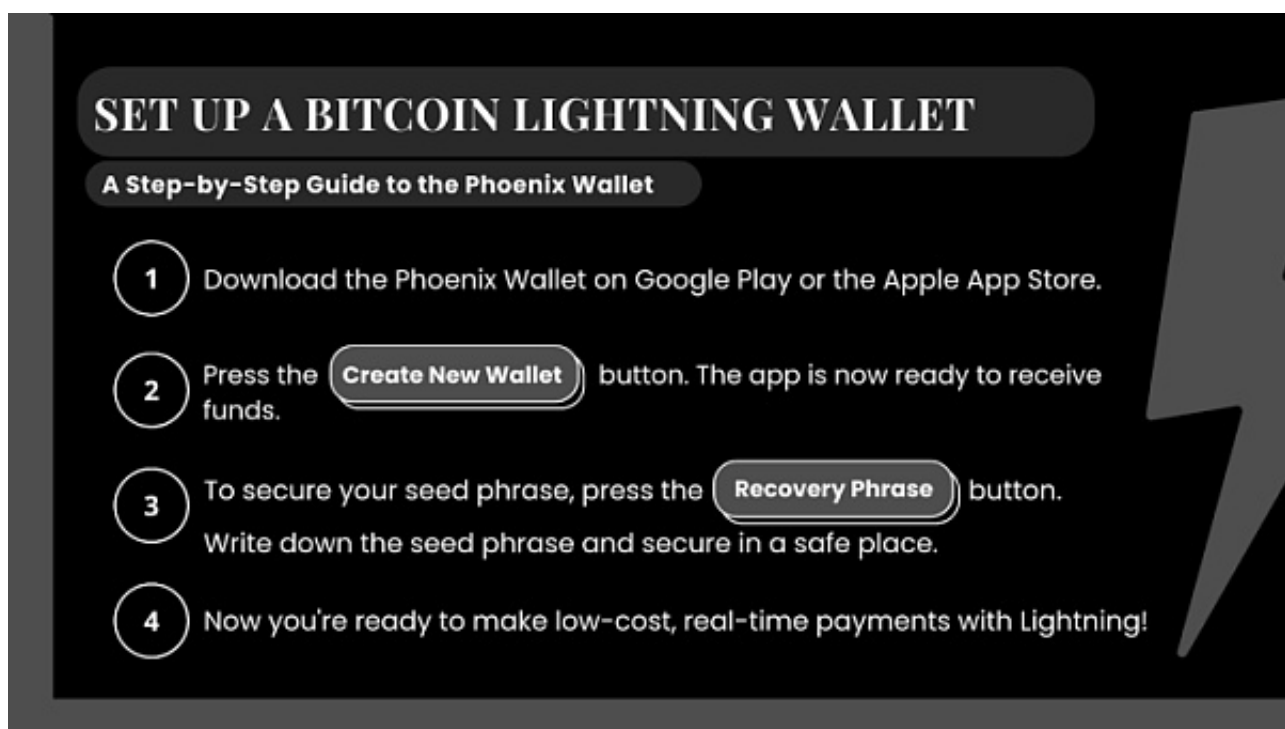 SET UP A BITCOIN LIGHTNING WALLET
A Step-by-Step Guide to the Phoenix Wallet
1 Download the Phoenix Wallet on Google Play or the Apple App Store.
2 Press the Create New Wallet button. The app is now ready to receive
funds.
3 To secure your seed phrase, press the Recovery Phrase button.
Write down the seed phrase and secure in a safe place.
4 Now you're ready to make low-cost, real-time payments with Lightning!